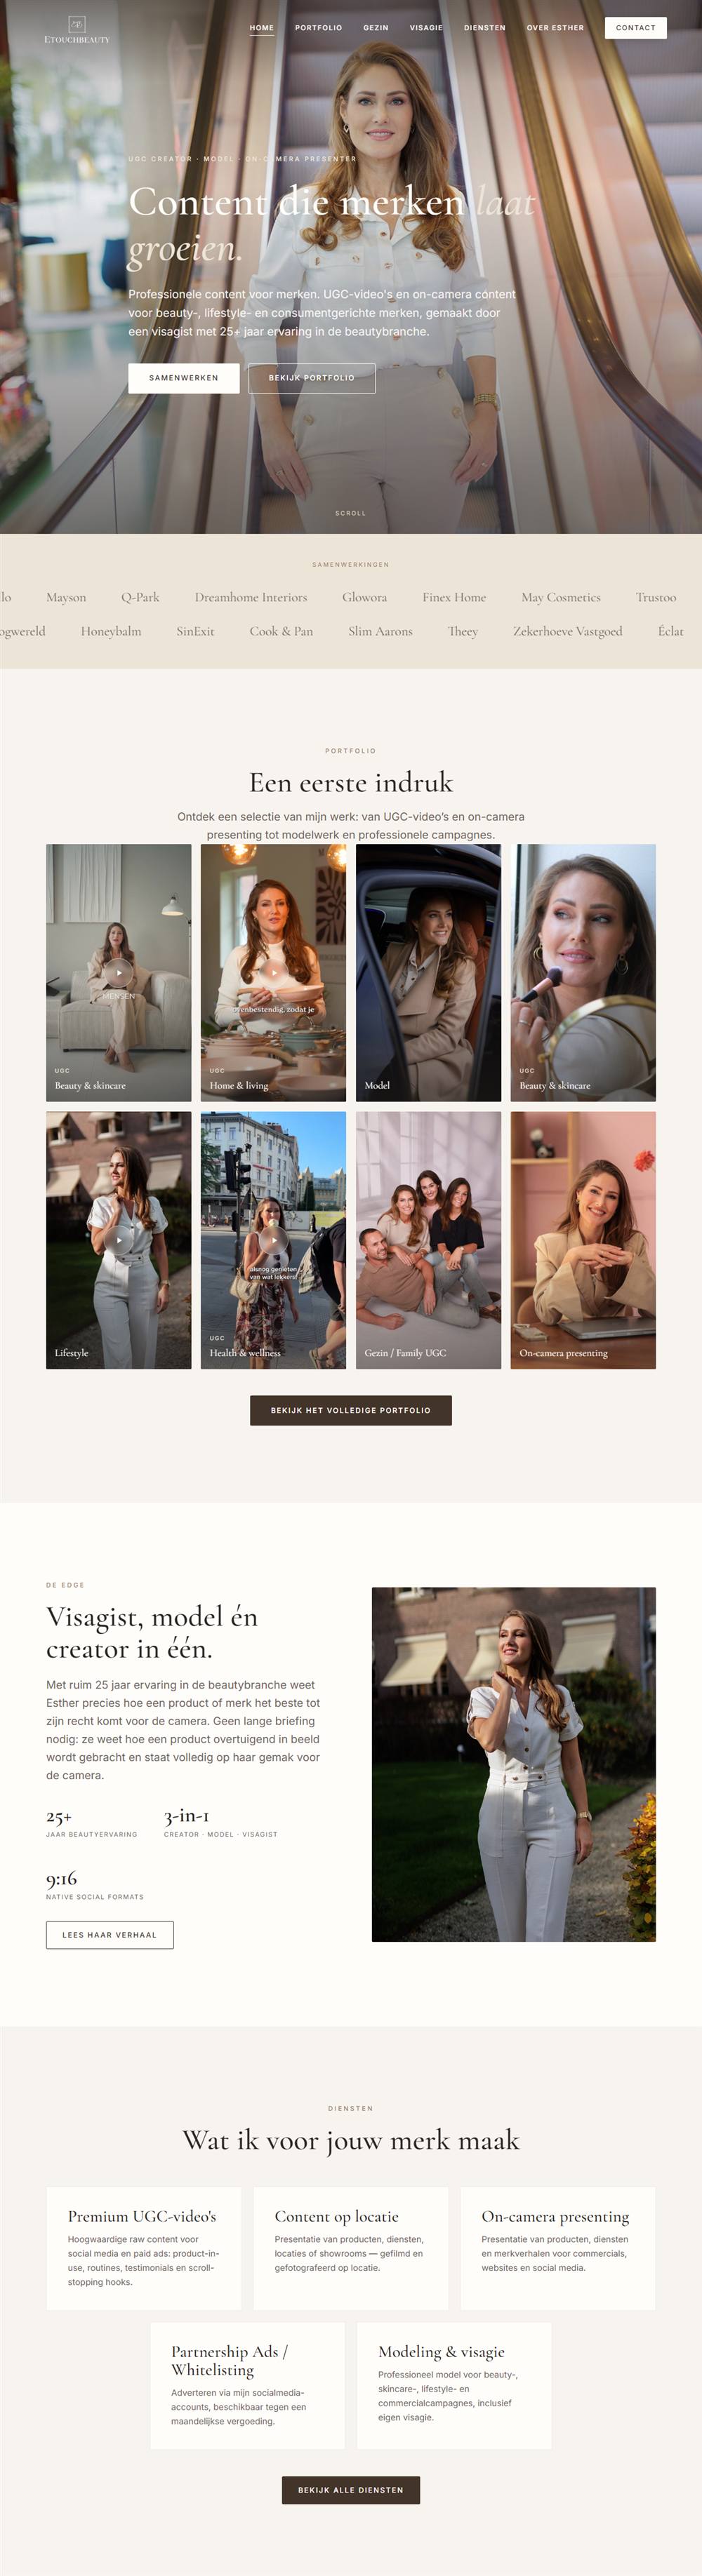 ETOUCHBEAUTY
HOME PORTFOLIO GEZIN VISAGIE DIENSTEN OVER ESTHER CONTACT
UGC CREATOR · MODEL · ON-CAMERA PRESENTER
Content die merken laat
groeien.
Professionele content voor merken. UGC-video's en on-camera content
voor beauty-, lifestyle- en consumentgerichte merken, gemaakt door
een visagist met 25+ jaar ervaring in de beautybranche.
SAMENWERKEN BEKIJK PORTFOLIO
SCROLL
SAMENWERKINGEN
lo Mayson Q-Park Dreamhome Interiors Glowora Finex Home May Cosmetics Trustoo
ogwereld Honeybalm SinExit Cook & Pan Slim Aarons Theey Zekerhoeve Vastgoed Éclat
PORTFOLIO
Een eerste indruk
Ontdek een selectie van mijn werk: van UGC-video's en on-camera
presenting tot modelwerk en professionele campagnes.
MENSEN
ovenbestendig, zodat je
UGC
Beauty & skincare
UGC
Home & living
Model
UGC
Beauty & skincare
alsnog genieten
van wat lekkers!
Lifestyle
UGC
Health & wellness
Gezin / Family UGC
On-camera presenting
BEKIJK HET VOLLEDIGE PORTFOLIO
DE EDGE
Visagist, model én
creator in één.
Met ruim 25 jaar ervaring in de beautybranche weet
Esther precies hoe een product of merk het beste tot
zijn recht komt voor de camera. Geen lange briefing
nodig: ze weet hoe een product overtuigend in beeld
wordt gebracht en staat volledig op haar gemak voor
de camera.
25+
JAAR BEAUTYERVARING
3-in-1
CREATOR · MODEL · VISAGIST
9:16
NATIVE SOCIAL FORMATS
LEES HAAR VERHAAL
DIENSTEN
Wat ik voor jouw merk maak
Premium UGC-video's
Hoogwaardige raw content voor
social media en paid ads: product-in-
use, routines, testimonials en scroll-
stopping hooks.
Content op locatie
Presentatie van producten, diensten,
locaties of showrooms — gefilmd en
gefotografeerd op locatie.
On-camera presenting
Presentatie van producten, diensten
en merkverhalen voor commercials,
websites en social media.
Partnership Ads /
Whitelisting
Adverteren via mijn socialmedia-
accounts, beschikbaar tegen een
maandelijkse vergoeding.
Modeling & visagie
Professioneel model voor beauty-,
skincare-, lifestyle- en
commercialcampagnes, inclusief
eigen visagie.
BEKIJK ALLE DIENSTEN